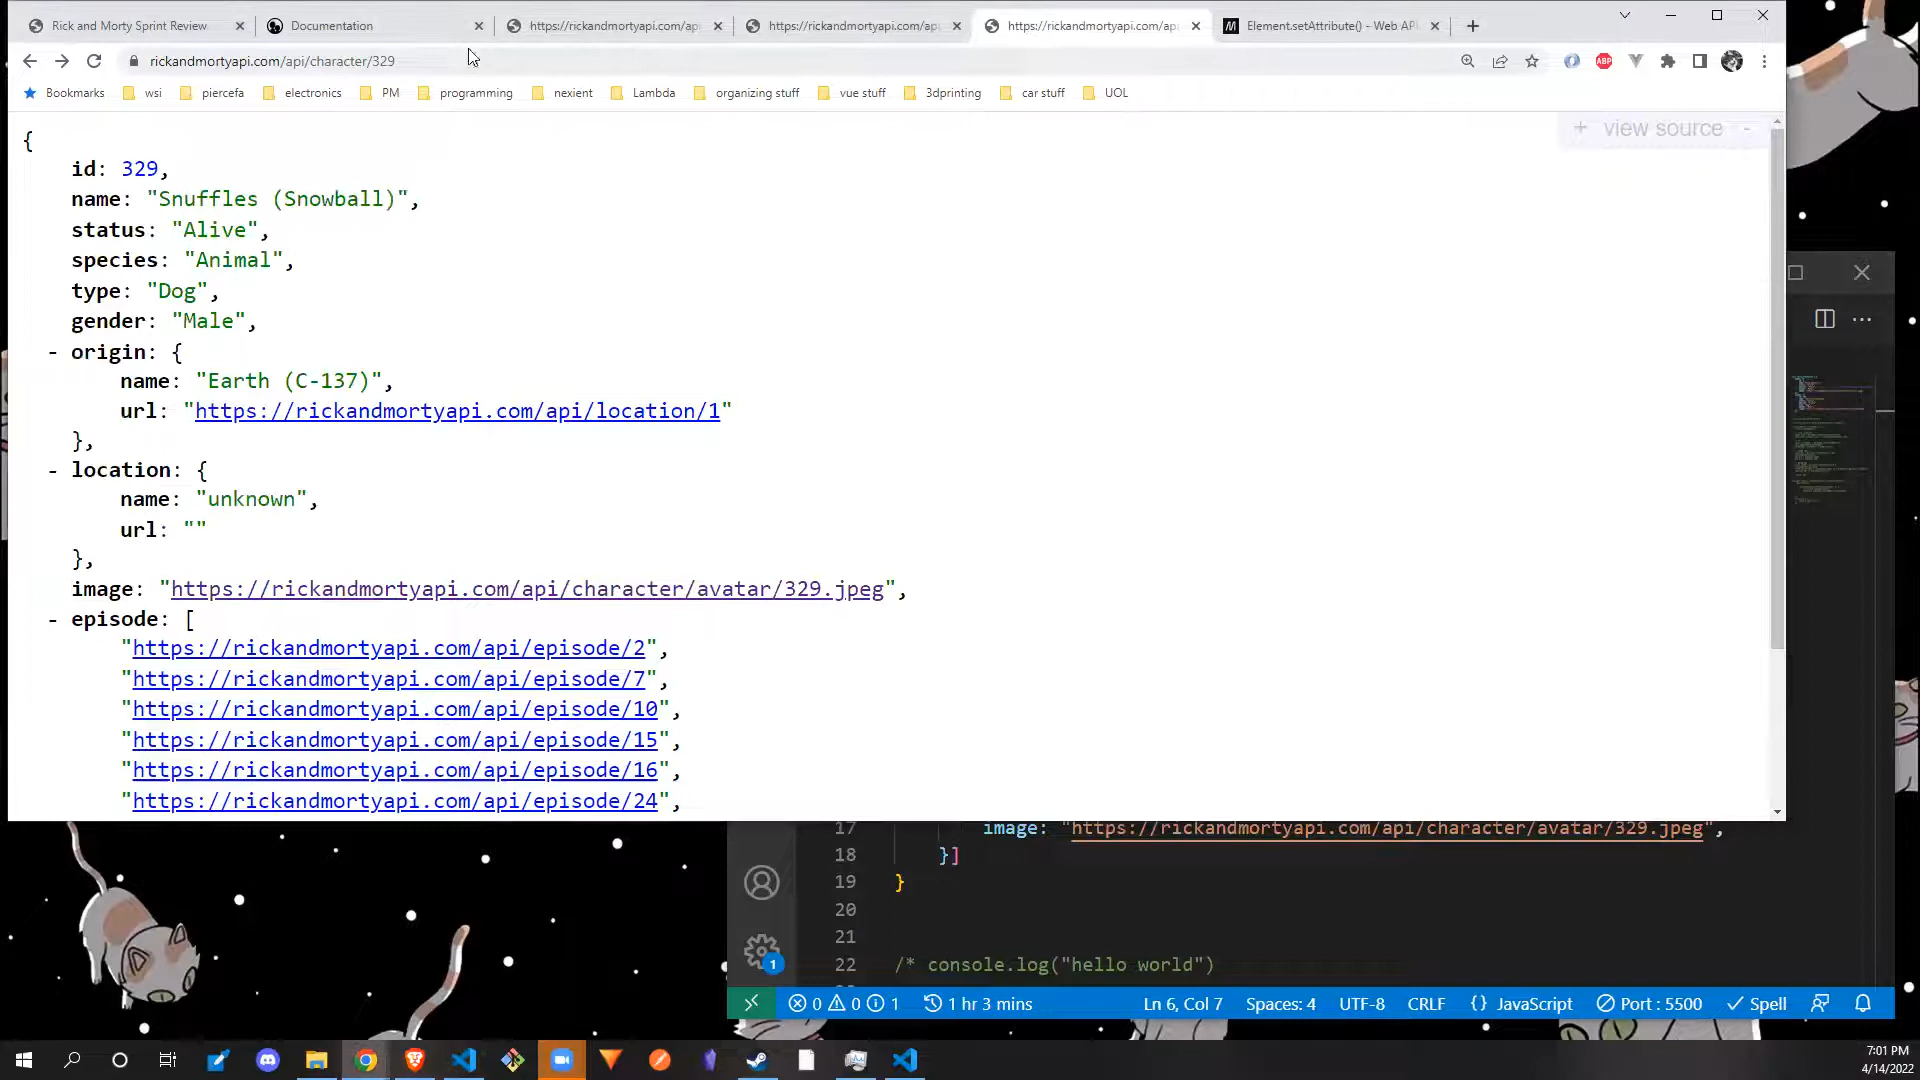 Rick and Morty Sprint Review
Documentation
https://rickandmortyapi.com/ap
https://rickandmortyapi.com/ap
https://rickandmortyapi.com/ap
Element.setAttribute() - Web AP
rickandmortyapi.com/api/character/329
ABP
Bookmarks
wsi
piercefa
electronics
PM
programming
nexient
Lambda
organizing stuff
vue stuff
3dprinting
car stuff
UOL
+ view source -
{
id: 329,
name: "Snuffles (Snowball)",
status: "Alive",
species: "Animal",
type: "Dog",
gender: "Male",
- origin: {
name: "Earth (C-137)",
url: "https://rickandmortyapi.com/api/location/1"
},
- location: {
name: "unknown",
url: ""
},
image: "https://rickandmortyapi.com/api/character/avatar/329.jpeg",
- episode: [
"https://rickandmortyapi.com/api/episode/2",
"https://rickandmortyapi.com/api/episode/7",
"https://rickandmortyapi.com/api/episode/10",
"https://rickandmortyapi.com/api/episode/15",
"https://rickandmortyapi.com/api/episode/16",
"https://rickandmortyapi.com/api/episode/24",
17 image: "https://rickandmortyapi.com/api/character/avatar/329.jpeg",
18 }]
19 }
20
21
22 /* console.log("hello world")
1
0 0 1 1 hr 3 mins Ln 6, Col 7 Spaces: 4 UTF-8 CRLF {} JavaScript Port : 5500 Spell
7:01 PM
4/14/2022